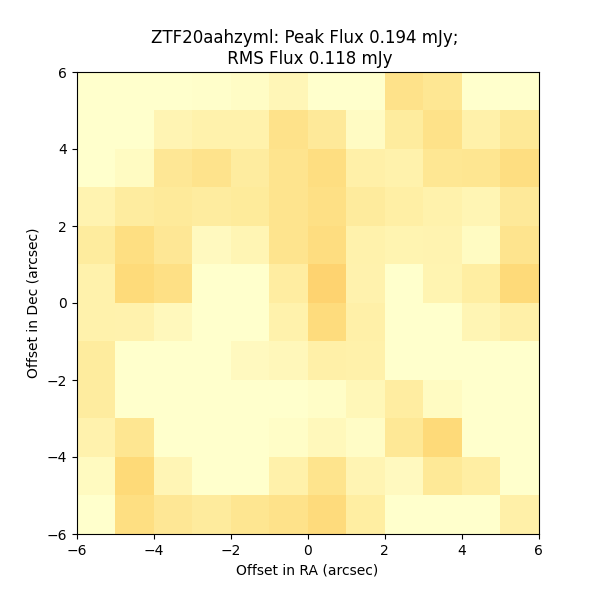 ZTF20aahzyml: Peak Flux 0.194 mJy;
RMS Flux 0.118 mJy
6
4
2
0
−2
−4
−6
Offset in Dec (arcsec)
−6 −4 −2 0 2 4 6
Offset in RA (arcsec)